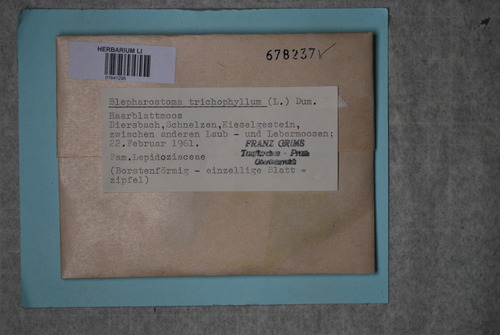 HERBARIUM LI
678237
Blepharostoma trichophyllum (L.) Dum.
Haarblattmoos
Diersbach,Schnelzen,Kieselgestein,
zwischen anderen Laub - und Lebermoosen;
22.Februar 1961. FRANZ GRIMS
Fam.Lepidoziaceae
Oberösterreich
(Borstenförmig - einzellige Blatt =
zipfel)